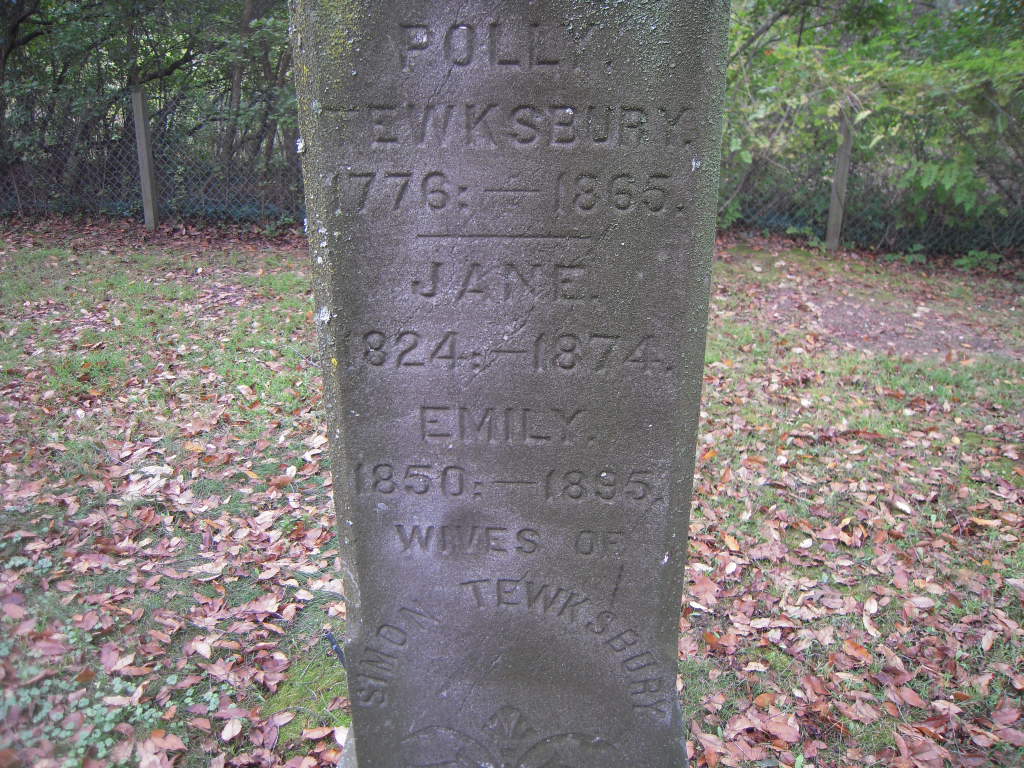 POLLY.
TEWKSBURY.
1776:—1865.
JANE.
1824:—1874.
EMILY.
1850:—1895.
WIVES OF
SIMON TEWKSBURY